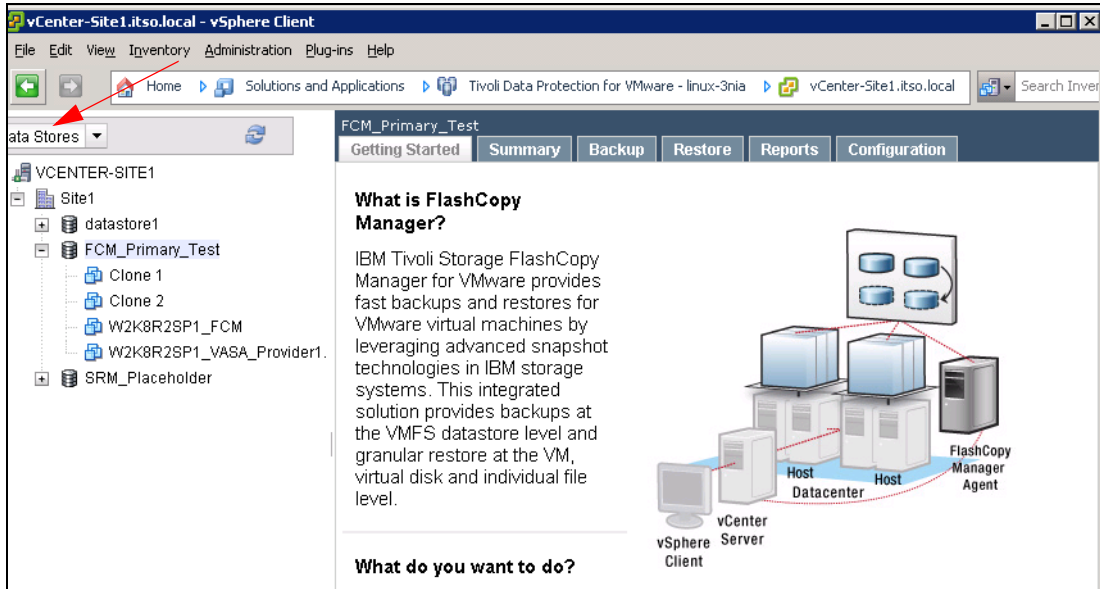 vCenter-Site1.itso.local - vSphere Client
File Edit View Inventory Administration Plug-ins Help
Home Solutions and Applications Tivoli Data Protection for VMware - linux-3nia vCenter-Site1.itso.local Search Inver
ata Stores
VCENTER-SITE1
Site1
datastore1
FCM_Primary_Test
Clone 1
Clone 2
W2K8R2SP1_FCM
W2K8R2SP1_VASA_Provider1.
SRM_Placeholder
FCM_Primary_Test
Getting Started Summary Backup Restore Reports Configuration
What is FlashCopy
Manager?
IBM Tivoli Storage FlashCopy
Manager for VMware provides
fast backups and restores for
VMware virtual machines by
leveraging advanced snapshot
technologies in IBM storage
systems. This integrated
solution provides backups at
the VMFS datastore level and
granular restore at the VM,
virtual disk and individual file
level.
What do you want to do?
FlashCopy
Manager
Agent
Host
Host
Datacenter
vCenter
Server
vSphere
Client